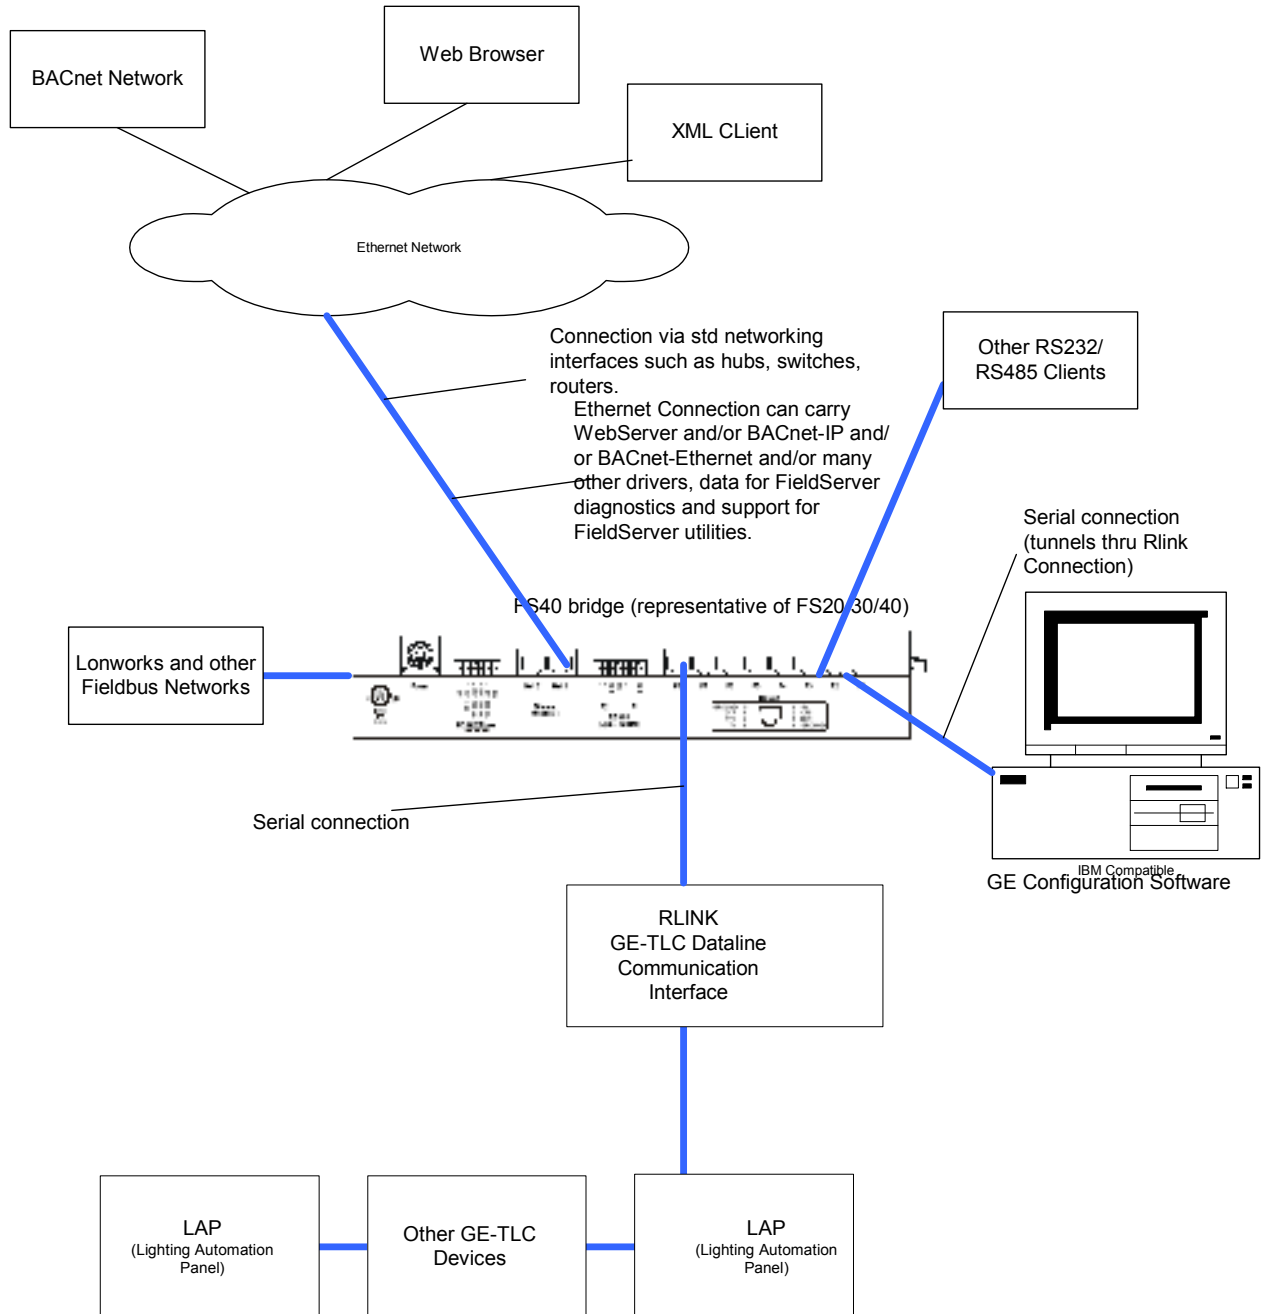 BACnet Network
Web Browser
XML CLient
Ethernet Network
Connection via std networking
interfaces such as hubs, switches,
routers.
Ethernet Connection can carry
WebServer and/or BACnet-IP and/
or BACnet-Ethernet and/or many
other drivers, data for FieldServer
diagnostics and support for
FieldServer utilities.
Other RS232/
RS485 Clients
Serial connection
(tunnels thru Rlink
Connection)
FS40 bridge (representative of FS20/30/40)
Lonworks and other
Fieldbus Networks
Serial connection
IBM Compatible
GE Configuration Software
RLINK
GE-TLC Dataline
Communication
Interface
LAP
(Lighting Automation
Panel)
Other GE-TLC
Devices
LAP
(Lighting Automation
Panel)